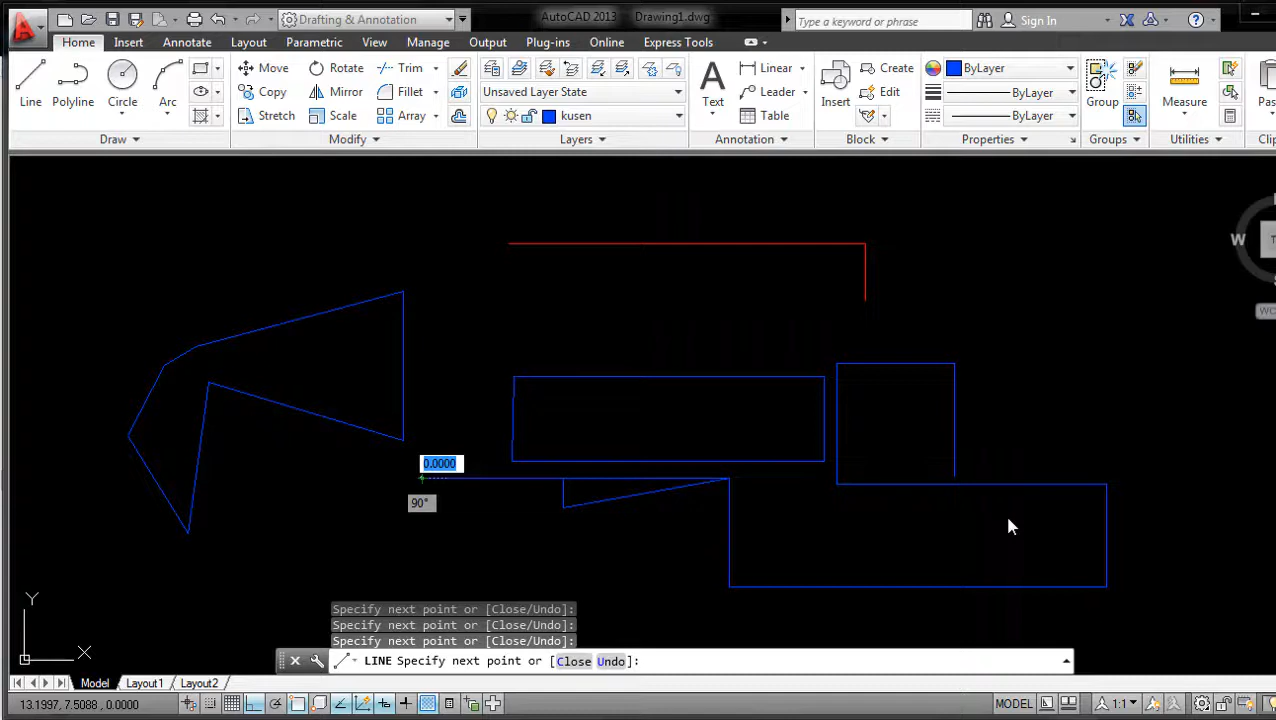 Drafting & Annotation
AutoCAD 2013 Drawing1.dwg
Type a keyword or phrase
Sign In
Home Insert Annotate Layout Parametric View Manage Output Plug-ins Online Express Tools
Line Polyline Circle Arc
Move Rotate Trim
Copy Mirror Fillet
Stretch Scale Array
Unsaved Layer State
kusen
Text
Linear
Leader
Table
Insert
Create
Edit
ByLayer
ByLayer
ByLayer
Group
Measure
Draw Modify Layers Annotation Block Properties Groups Utilities
W
0.0000
90°
Y
X
Specify next point or [Close/Undo]:
Specify next point or [Close/Undo]:
Specify next point or [Close/Undo]:
LINE Specify next point or [Close Undo]:
Model Layout1 Layout2
13.1997, 7.5088 , 0.0000
MODEL
1:1